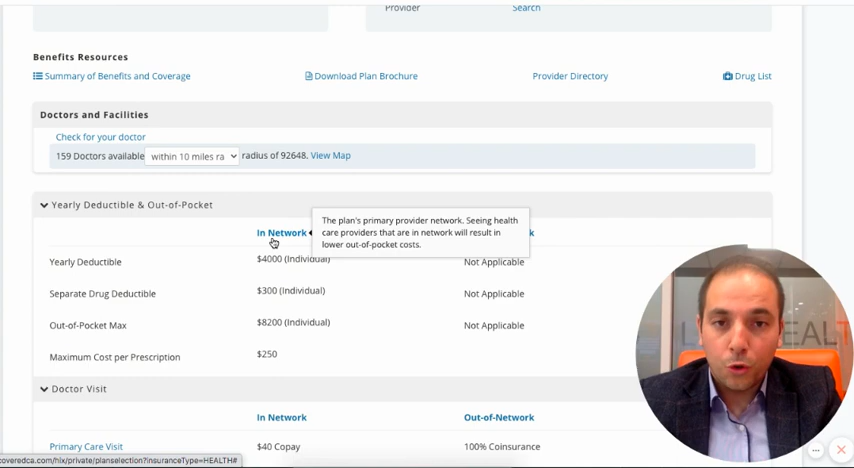 Provider Search
Benefits Resources
Summary of Benefits and Coverage Download Plan Brochure Provider Directory Drug List
Doctors and Facilities
Check for your doctor
159 Doctors available within 10 miles ra radius of 92648. View Map
Yearly Deductible & Out-of-Pocket
In Network
The plan's primary provider network. Seeing health
care providers that are in network will result in
lower out-of-pocket costs.
Yearly Deductible $4000 (Individual) Not Applicable
Separate Drug Deductible $300 (Individual) Not Applicable
Out-of-Pocket Max $8200 (Individual) Not Applicable
Maximum Cost per Prescription $250
Doctor Visit
In Network Out-of-Network
Primary Care Visit $40 Copay 100% Coinsurance
overedca.com/hix/private/planselection?insuranceType=HEALTH#